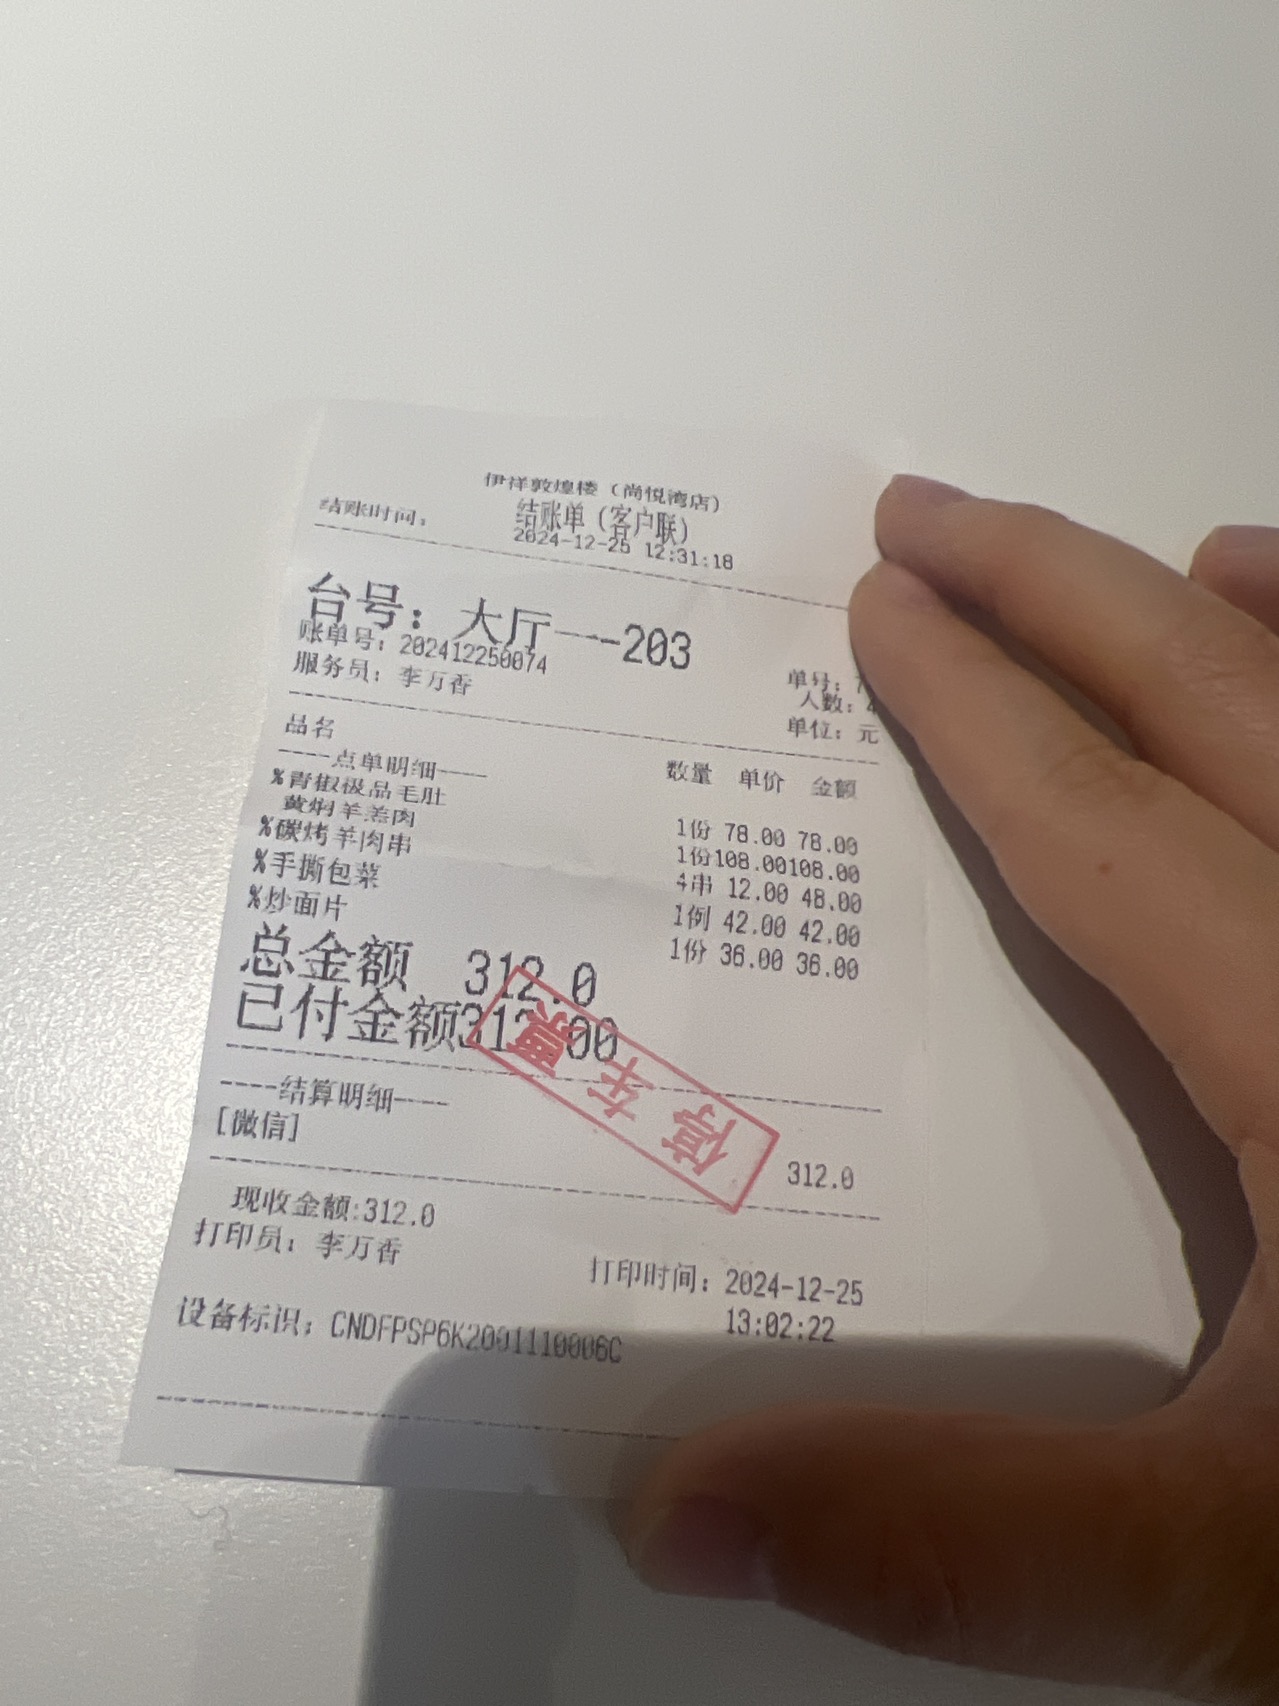 伊祥敦煌楼（尚悦湾店）
结账单（客户联）
结账时间： 2024-12-25 12:31:18
台号：大厅——203
账单号：202412250074 单号：
服务员：李万香 人数：4
单位：元
品名 数量 单价 金额
----点单明细----
%青椒极品毛肚 1份 78.00 78.00
黄焖羊羔肉 1份108.00108.00
%碳烤羊肉串 4串 12.00 48.00
%手撕包菜 1例 42.00 42.00
%炒面片 1份 36.00 36.00
总金额 312.0
已付金额312.00
停车票
----结算明细----
[微信] 312.0
现收金额:312.0
打印员：李万香 打印时间：2024-12-25
13:02:22
设备标识：CNDFPSP6K2001110006C